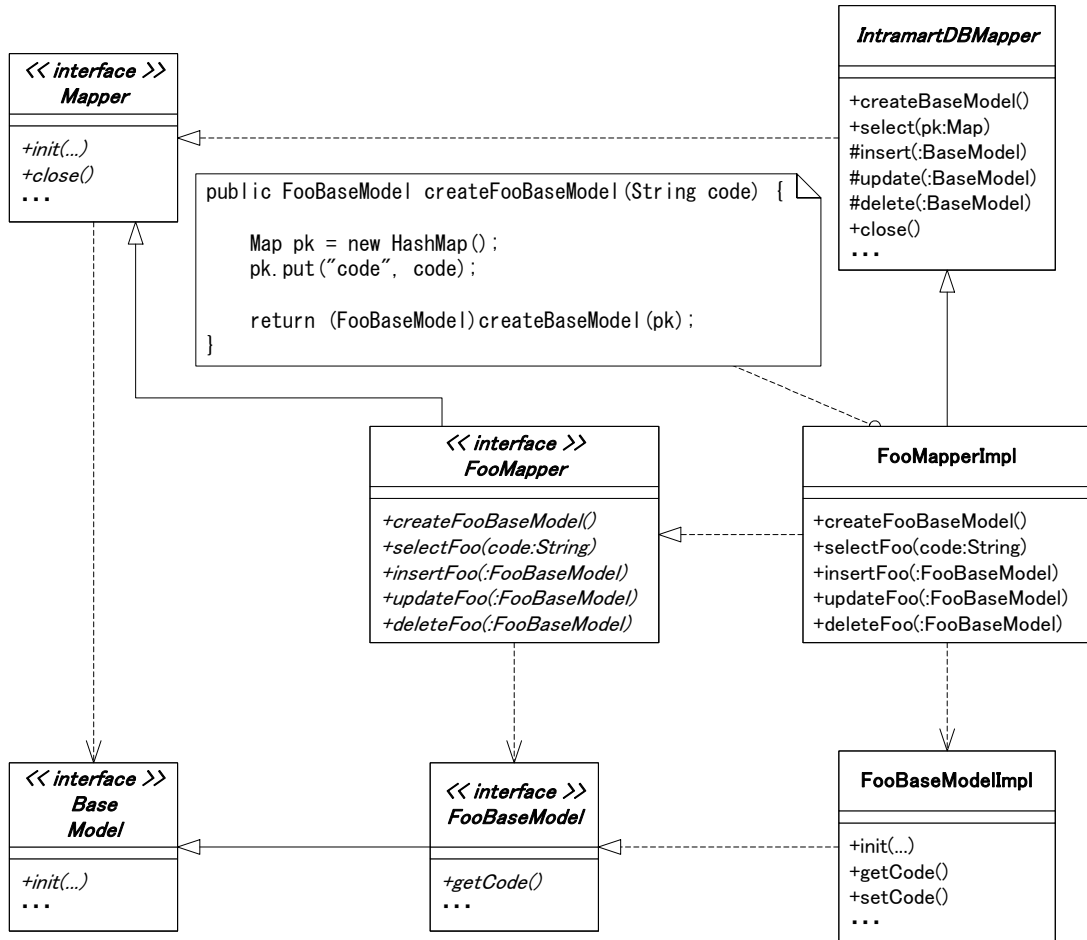 << interface >>
Mapper
+init(...)
+close()
･･･
IntramartDBMapper
+createBaseModel()
+select(pk:Map)
#insert(:BaseModel)
#update(:BaseModel)
#delete(:BaseModel)
+close()
･･･
public FooBaseModel createFooBaseModel(String code) {
Map pk = new HashMap();
pk.put("code", code);
return (FooBaseModel)createBaseModel(pk);
}
<< interface >>
FooMapper
+createFooBaseModel()
+selectFoo(code:String)
+insertFoo(:FooBaseModel)
+updateFoo(:FooBaseModel)
+deleteFoo(:FooBaseModel)
FooMapperImpl
+createFooBaseModel()
+selectFoo(code:String)
+insertFoo(:FooBaseModel)
+updateFoo(:FooBaseModel)
+deleteFoo(:FooBaseModel)
<< interface >>
Base
Model
+init(...)
･･･
<< interface >>
FooBaseModel
+getCode()
･･･
FooBaseModelImpl
+init(...)
+getCode()
+setCode()
･･･